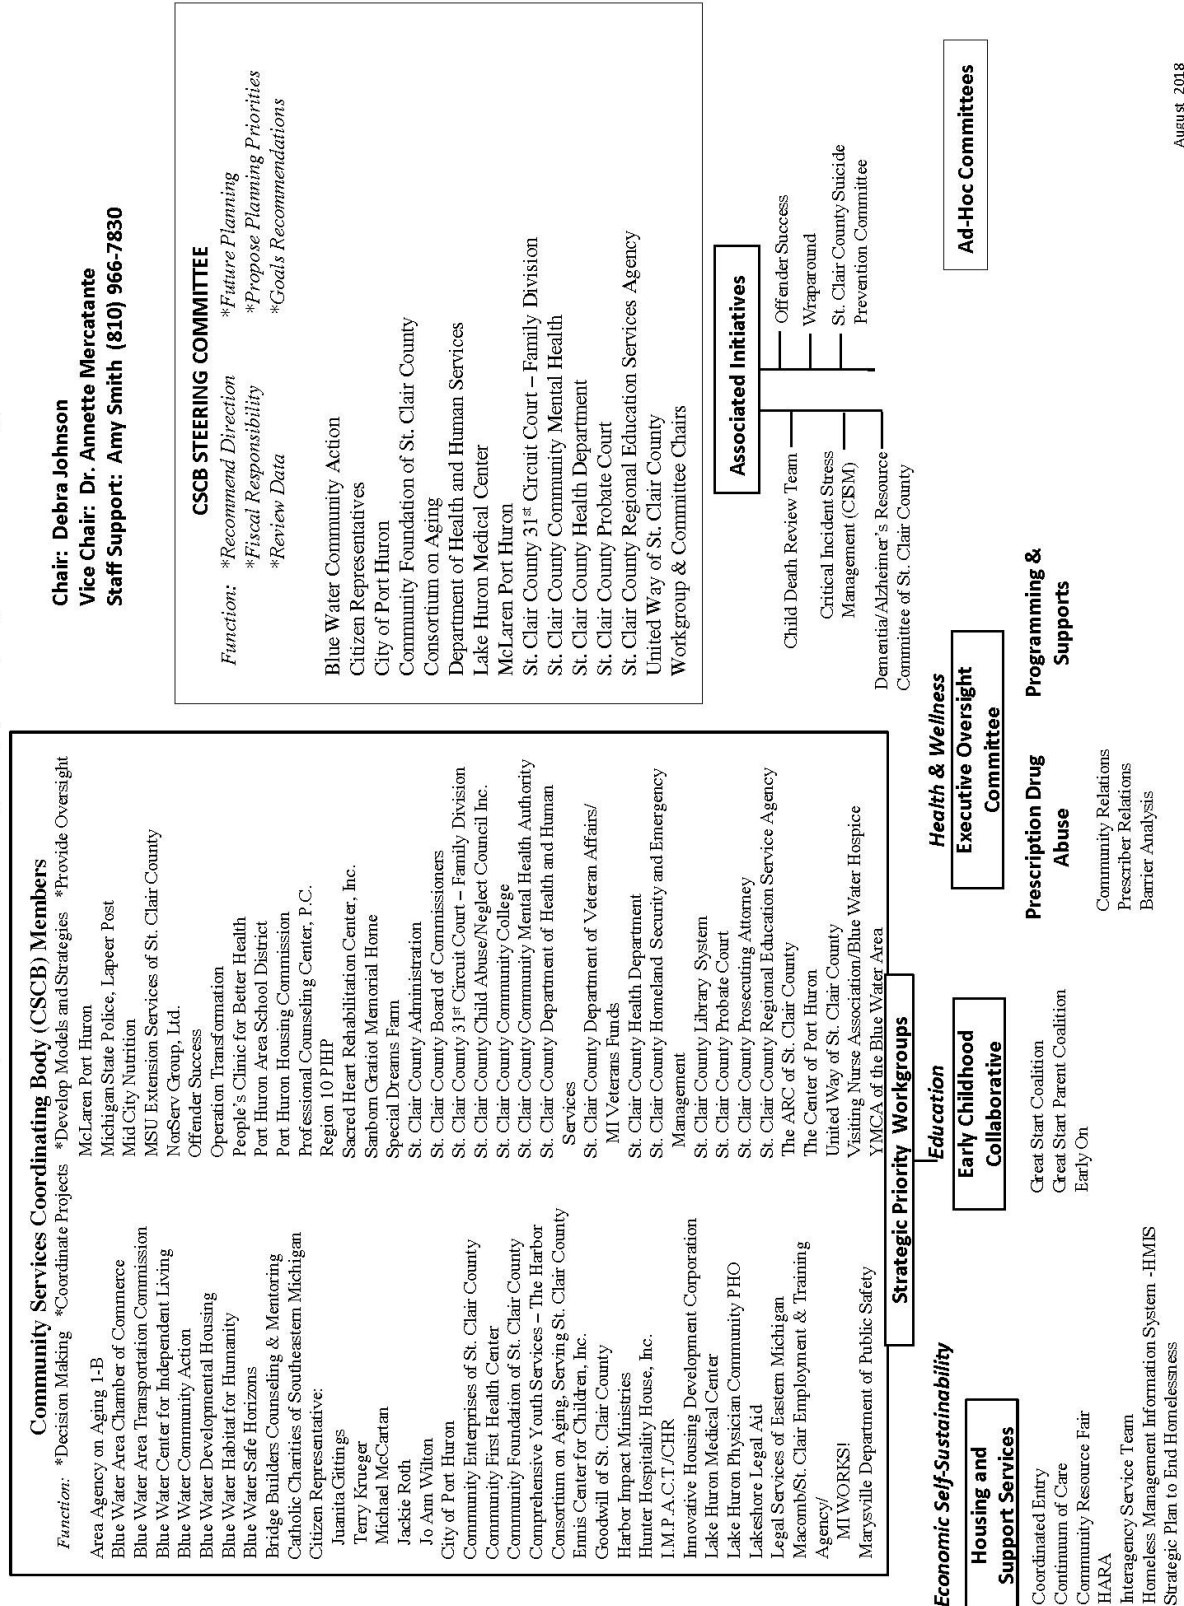 Chair: Debra Johnson
Vice Chair: Dr. Annette Mercatante
Staff Support: Amy Smith (810) 966-7830
Community Services Coordinating Body (CSCB) Members
Function: *Decision Making *Coordinate Projects *Develop Models and Strategies *Provide Oversight
Area Agency on Aging 1-B
Blue Water Area Chamber of Commerce
Blue Water Area Transportation Commission
Blue Water Center for Independent Living
Blue Water Community Action
Blue Water Developmental Housing
Blue Water Habitat for Humanity
Blue Water Safe Horizons
Bridge Builders Counseling & Mentoring
Catholic Charities of Southeastern Michigan
Citizen Representative:
Juanita Gittings
Terry Krueger
Michael McCartan
Jackie Roth
Jo Ann Wilton
City of Port Huron
Community Enterprises of St. Clair County
Community First Health Center
Community Foundation of St. Clair County
Comprehensive Youth Services – The Harbor
Consortium on Aging, Serving St. Clair County
Ennis Center for Children, Inc.
Goodwill of St. Clair County
Harbor Impact Ministries
Hunter Hospitality House, Inc.
I.M.P.A.C.T./CHR
Innovative Housing Development Corporation
Lake Huron Medical Center
Lake Huron Physician Community PHO
Lakeshore Legal Aid
Legal Services of Eastern Michigan
Macomb/St. Clair Employment & Training
Agency/
MI WORKS!
Marysville Department of Public Safety
McLaren Port Huron
Michigan State Police, Lapeer Post
Mid City Nutrition
MSU Extension Services of St. Clair County
NorServ Group, Ltd.
Offender Success
Operation Transformation
People's Clinic for Better Health
Port Huron Area School District
Port Huron Housing Commission
Professional Counseling Center, P.C.
Region 10 PIHP
Sacred Heart Rehabilitation Center, Inc.
Sanborn Gratiot Memorial Home
Special Dreams Farm
St. Clair County Administration
St. Clair County Board of Commissioners
St. Clair County 31st Circuit Court – Family Division
St. Clair County Child Abuse/Neglect Council Inc.
St. Clair County Community College
St. Clair County Community Mental Health Authority
St. Clair County Department of Health and Human
Services
St. Clair County Department of Veteran Affairs/
MI Veterans Funds
St. Clair County Health Department
St. Clair County Homeland Security and Emergency
Management
St. Clair County Library System
St. Clair County Probate Court
St. Clair County Prosecuting Attorney
St. Clair County Regional Education Service Agency
The ARC of St. Clair County
The Center of Port Huron
United Way of St. Clair County
Visiting Nurse Association/Blue Water Hospice
YMCA of the Blue Water Area
CSCB STEERING COMMITTEE
Function: *Recommend Direction *Future Planning
*Fiscal Responsibility *Propose Planning Priorities
*Review Data *Goals Recommendations
Blue Water Community Action
Citizen Representatives
City of Port Huron
Community Foundation of St. Clair County
Consortium on Aging
Department of Health and Human Services
Lake Huron Medical Center
McLaren Port Huron
St. Clair County 31st Circuit Court – Family Division
St. Clair County Community Mental Health
St. Clair County Health Department
St. Clair County Probate Court
St. Clair County Regional Education Services Agency
United Way of St. Clair County
Workgroup & Committee Chairs
Associated Initiatives
Child Death Review Team
Critical Incident Stress
Management (CISM)
Dementia/Alzheimer's Resource
Committee of St. Clair County
Offender Success
Wraparound
St. Clair County Suicide
Prevention Committee
Strategic Priority Workgroups
Economic Self-Sustainability
Housing and
Support Services
Coordinated Entry
Continuum of Care
Community Resource Fair
HARA
Interagency Service Team
Homeless Management Information System -HMIS
Strategic Plan to End Homelessness
Education
Early Childhood
Collaborative
Great Start Coalition
Great Start Parent Coalition
Early On
Health & Wellness
Executive Oversight
Committee
Prescription Drug
Abuse
Community Relations
Prescriber Relations
Barrier Analysis
Programming &
Supports
Ad-Hoc Committees
August 2018